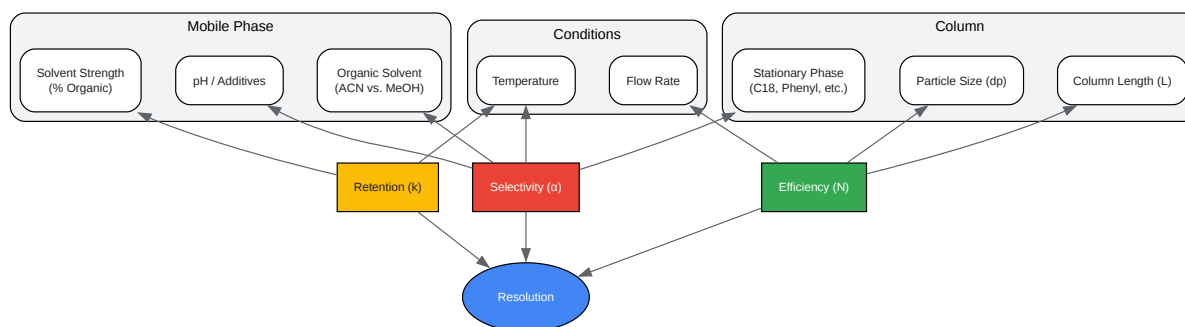 Mobile Phase
Conditions
Column
Solvent Strength
(% Organic)
pH / Additives
Organic Solvent
(ACN vs. MeOH)
Temperature
Flow Rate
Stationary Phase
(C18, Phenyl, etc.)
Particle Size (dp)
Column Length (L)
Retention (k)
Selectivity (α)
Efficiency (N)
Resolution